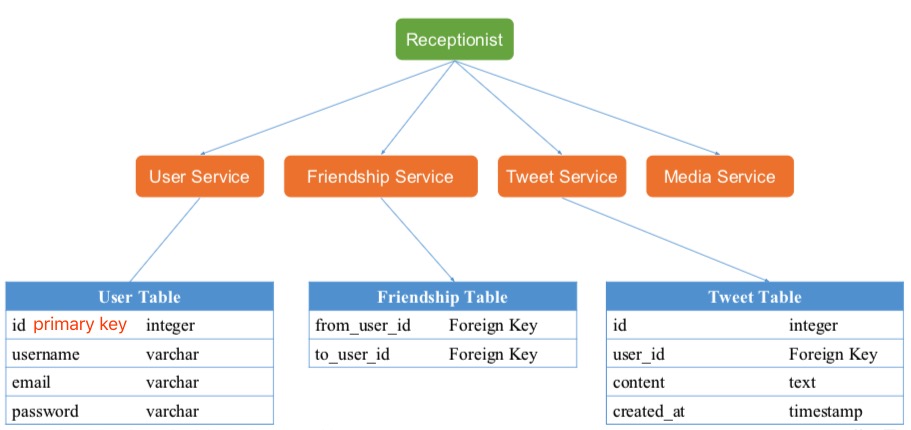 Receptionist
User Service
Friendship Service
Tweet Service
Media Service
User Table
id primary key integer
username varchar
email varchar
password varchar
Friendship Table
from_user_id Foreign Key
to_user_id Foreign Key
Tweet Table
id integer
user_id Foreign Key
content text
created_at timestamp